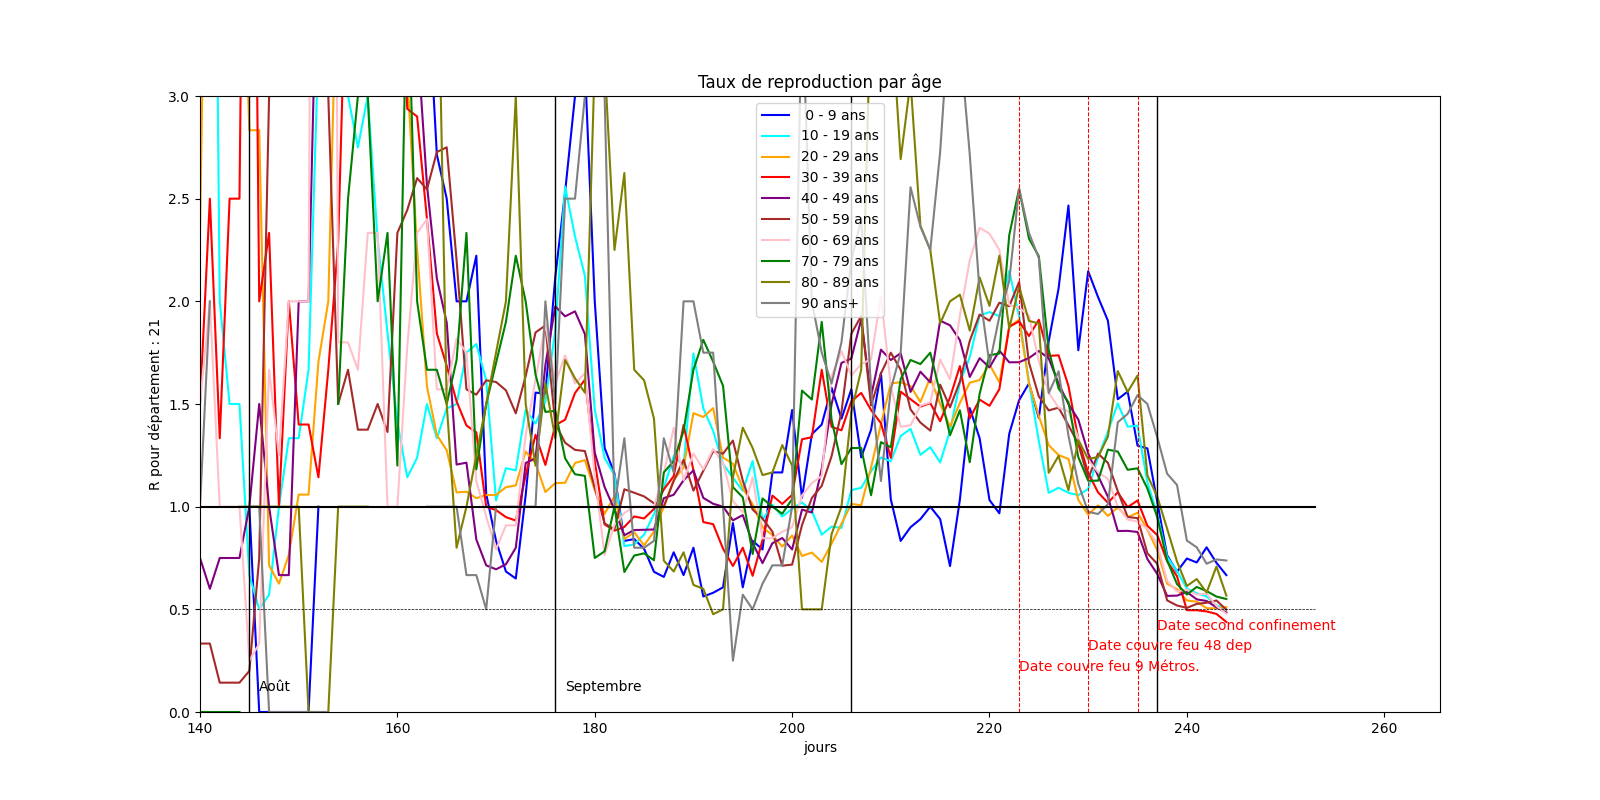 Taux de reproduction par âge
R pour département : 21
3.0
2.5
2.0
1.5
1.0
0.5
0.0
0 - 9 ans
10 - 19 ans
20 - 29 ans
30 - 39 ans
40 - 49 ans
50 - 59 ans
60 - 69 ans
70 - 79 ans
80 - 89 ans
90 ans+
Date second confinement
Date couvre feu 48 dep
Date couvre feu 9 Métros.
Août
Septembre
140
160
180
200
220
240
260
jours